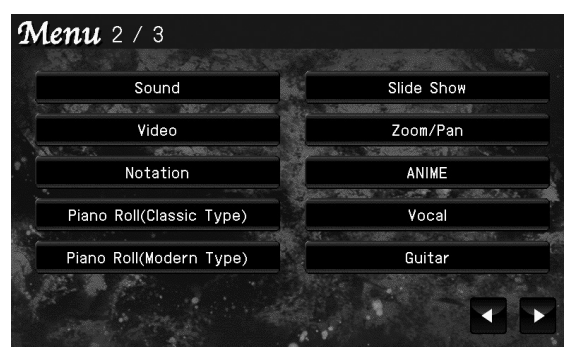 Menu 2 / 3
Sound
Slide Show
Video
Zoom/Pan
Notation
ANIME
Piano Roll(Classic Type)
Vocal
Piano Roll(Modern Type)
Guitar